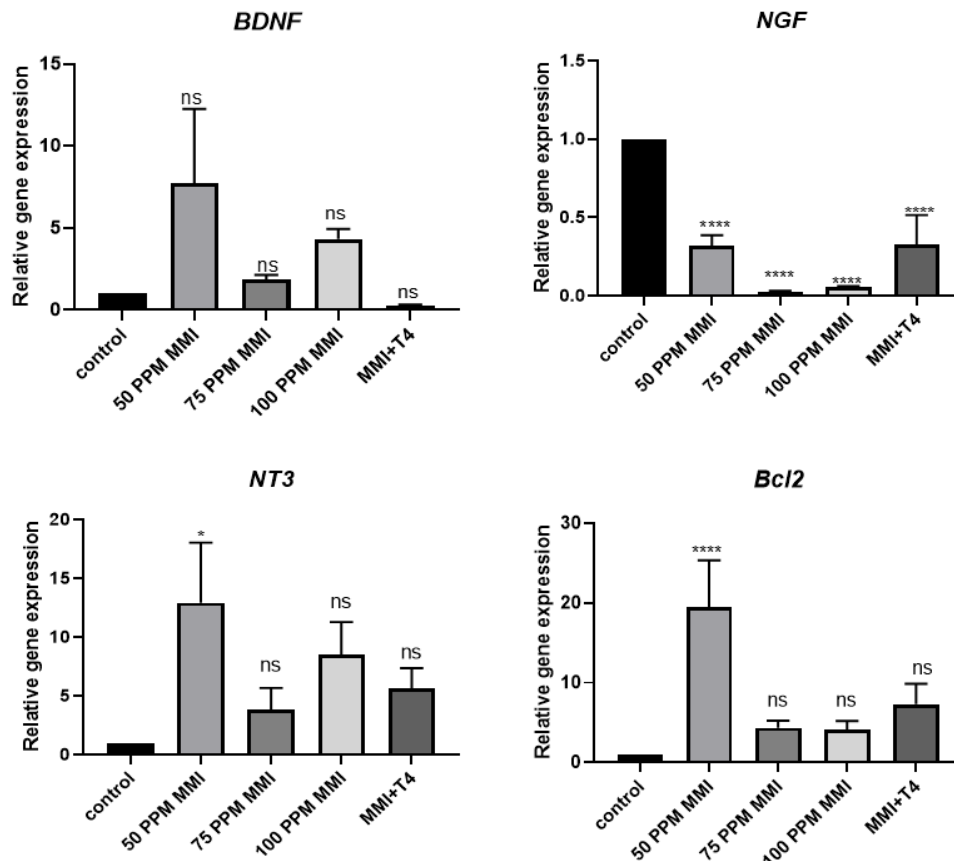 BDNF
Relative gene expression
15
10
5
0
ns
ns
ns
ns
control
50 PPM MMI
75 PPM MMI
100 PPM MMI
MMI+T4
NGF
Relative gene expression
1.5
1.0
0.5
0.0
****
****
****
****
control
50 PPM MMI
75 PPM MMI
100 PPM MMI
MMI+T4
NT3
Relative gene expression
20
15
10
5
0
*
ns
ns
ns
control
50 PPM MMI
75 PPM MMI
100 PPM MMI
MMI+T4
Bcl2
Relative gene expression
30
20
10
0
****
ns
ns
ns
control
50 PPM MMI
75 PPM MMI
100 PPM MMI
MMI+T4